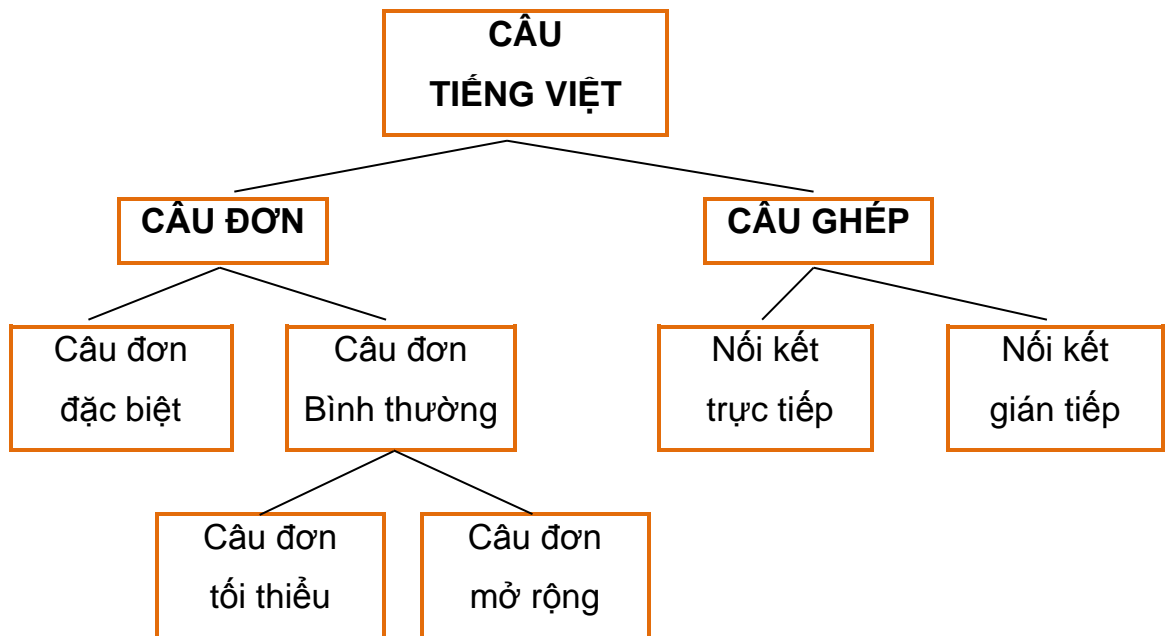 CÂU
TIẾNG VIỆT
CÂU ĐƠN
CÂU GHÉP
Câu đơn
đặc biệt
Câu đơn
Bình thường
Nối kết
trực tiếp
Nối kết
gián tiếp
Câu đơn
tối thiểu
Câu đơn
mở rộng